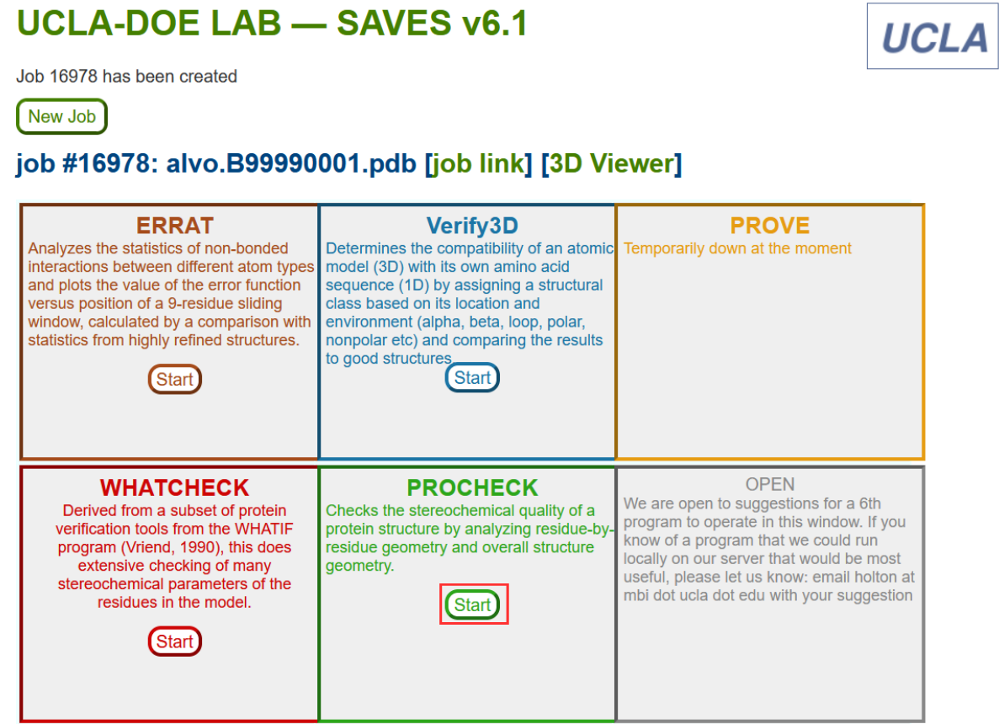 UCLA-DOE LAB — SAVES v6.1
UCLA
Job 16978 has been created
New Job
job #16978: alvo.B99990001.pdb [job link] [3D Viewer]
ERRAT
Analyzes the statistics of non-bonded
interactions between different atom types
and plots the value of the error function
versus position of a 9-residue sliding
window, calculated by a comparison with
statistics from highly refined structures.
Start
Verify3D
Determines the compatibility of an atomic
model (3D) with its own amino acid
sequence (1D) by assigning a structural
class based on its location and
environment (alpha, beta, loop, polar,
nonpolar etc) and comparing the results
to good structures.
Start
PROVE
Temporarily down at the moment
WHATCHECK
Derived from a subset of protein
verification tools from the WHATIF
program (Vriend, 1990), this does
extensive checking of many
stereochemical parameters of the
residues in the model.
Start
PROCHECK
Checks the stereochemical quality of a
protein structure by analyzing residue-by-
residue geometry and overall structure
geometry.
Start
OPEN
We are open to suggestions for a 6th
program to operate in this window. If you
know of a program that we could run
locally on our server that would be most
useful, please let us know: email holton at
mbi dot ucla dot edu with your suggestion